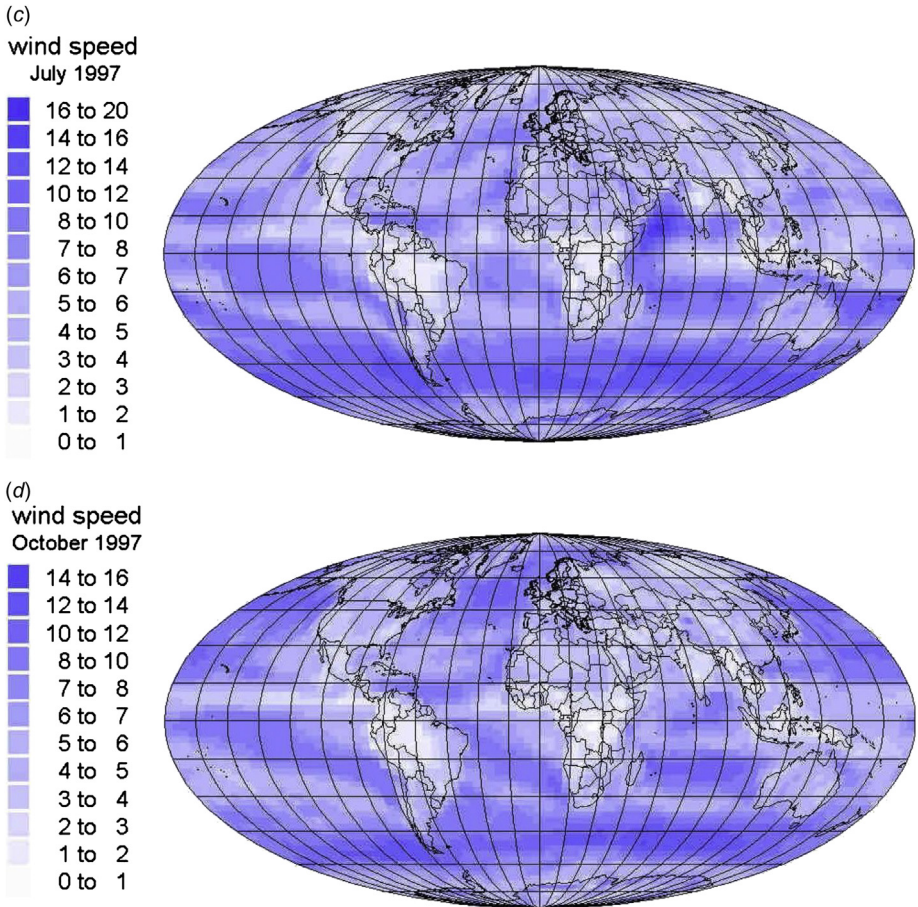 (c)
wind speed
July 1997
16 to 20
14 to 16
12 to 14
10 to 12
8 to 10
7 to 8
6 to 7
5 to 6
4 to 5
3 to 4
2 to 3
1 to 2
0 to 1
(d)
wind speed
October 1997
14 to 16
12 to 14
10 to 12
8 to 10
7 to 8
6 to 7
5 to 6
4 to 5
3 to 4
2 to 3
1 to 2
0 to 1